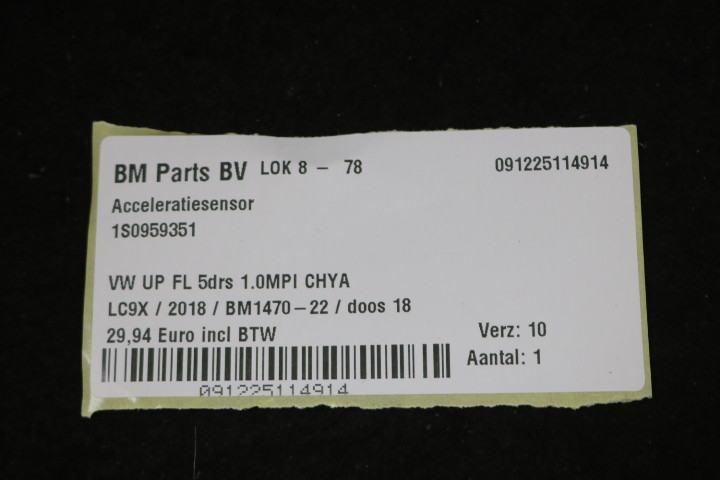 BM Parts BV LOK 8 - 78 091225114914
Acceleratiesensor
1S0959351
VW UP FL 5drs 1.0MPI CHYA
LC9X / 2018 / BM1470-22 / doos 18
29,94 Euro incl BTW Verz: 10
Aantal: 1
091225114914